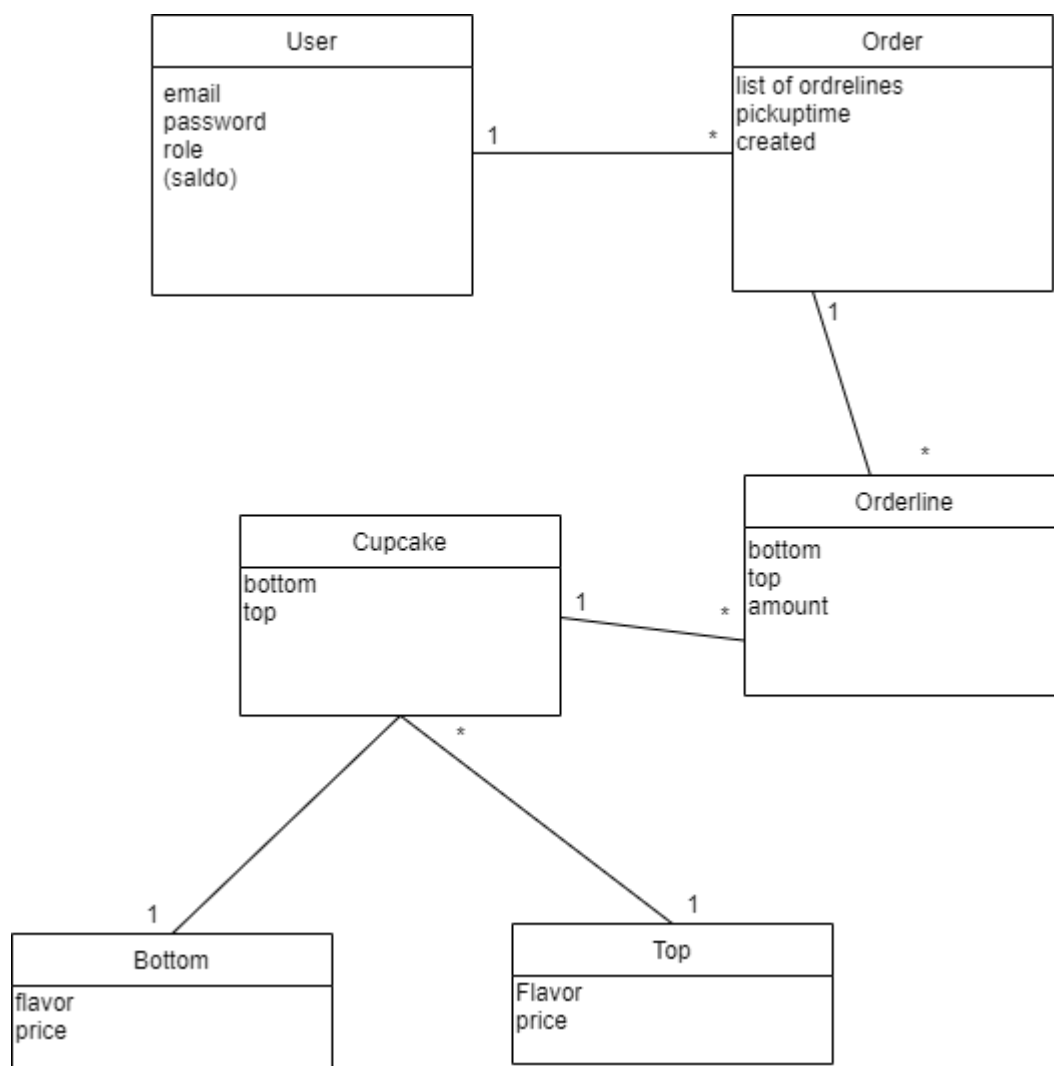 User
email
password
role
(saldo)
Order
list of ordrelines
pickuptime
created
1
*
1
*
Orderline
bottom
top
amount
Cupcake
bottom
top
1
*
*
1
1
Bottom
flavor
price
Top
Flavor
price